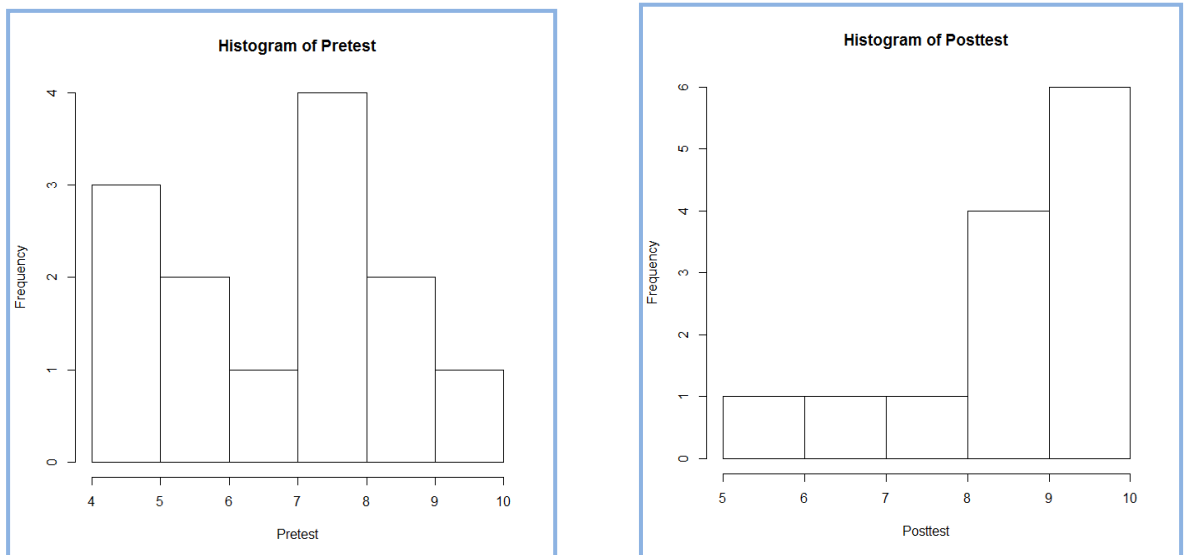 Histogram of Pretest
4
3
2
1
0
Frequency
4 5 6 7 8 9 10
Pretest
Histogram of Posttest
6
5
4
3
2
1
0
Frequency
5 6 7 8 9 10
Posttest